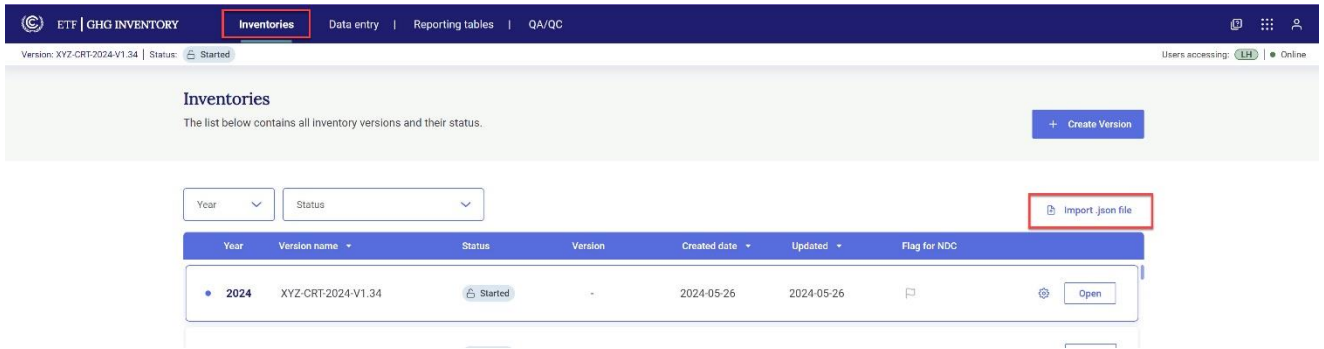 ETF GHG INVENTORY Inventories Data entry | Reporting tables | QA/QC
Version: XYZ-CRT-2024-V1.34 | Status: Started Users accessing: LH | Online
Inventories
The list below contains all inventory versions and their status.
+ Create Version
Year Status
Import .json file
Year Version name Status Version Created date Updated Flag for NDC
2024 XYZ-CRT-2024-V1.34 Started - 2024-05-26 2024-05-26 Open